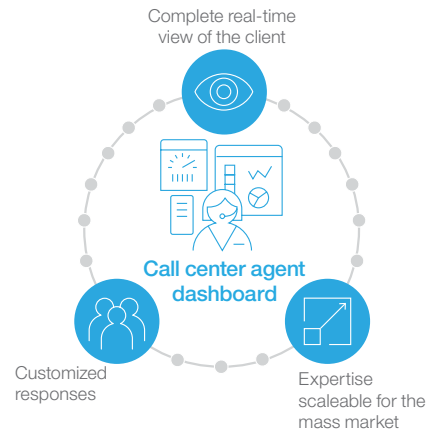 Complete real-time
view of the client
Call center agent
dashboard
Customized
responses
Expertise
scaleable for the
mass market